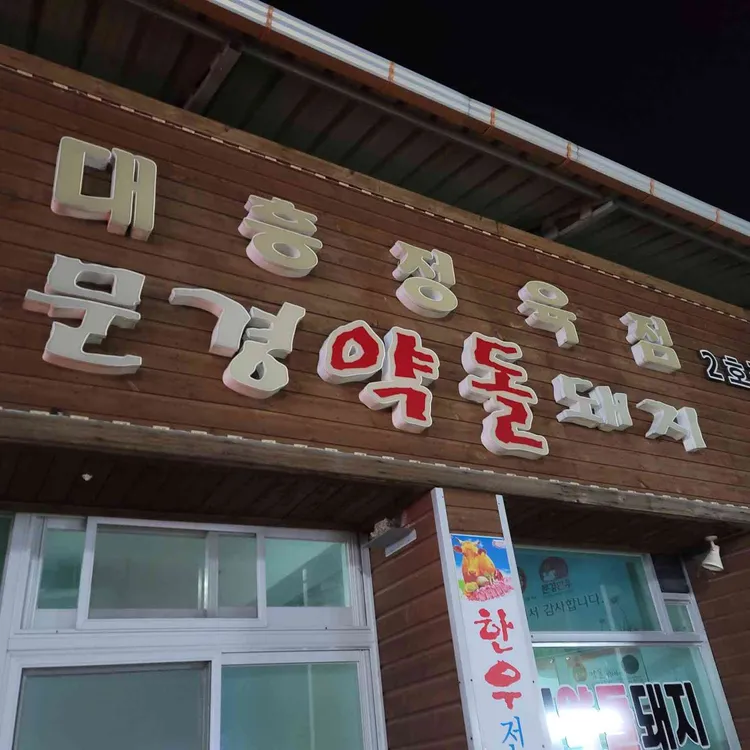 대흥정육점
2호
문경약돌돼지
한우
서 감사합니다.
약돌돼지